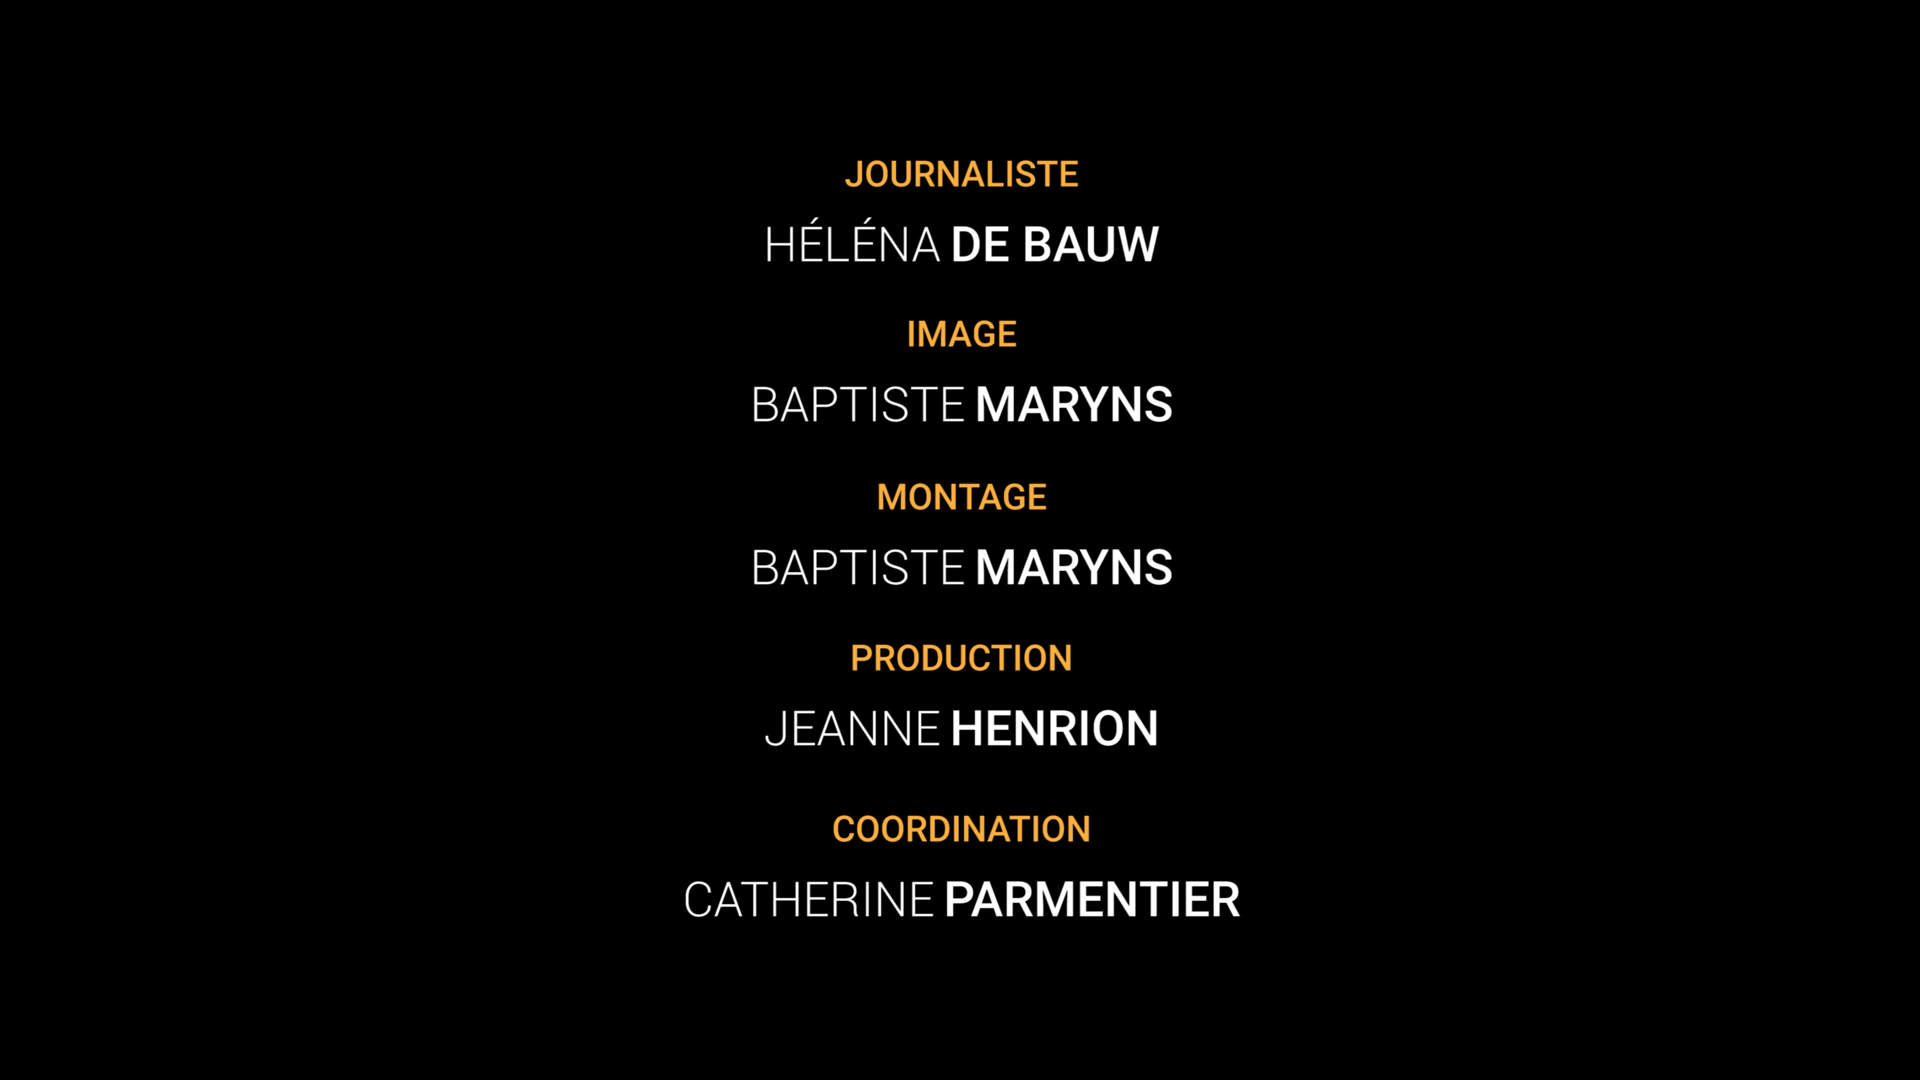 JOURNALISTE
HÉLÉNA DE BAUW
IMAGE
BAPTISTE MARYNS
MONTAGE
BAPTISTE MARYNS
PRODUCTION
JEANNE HENRION
COORDINATION
CATHERINE PARMENTIER